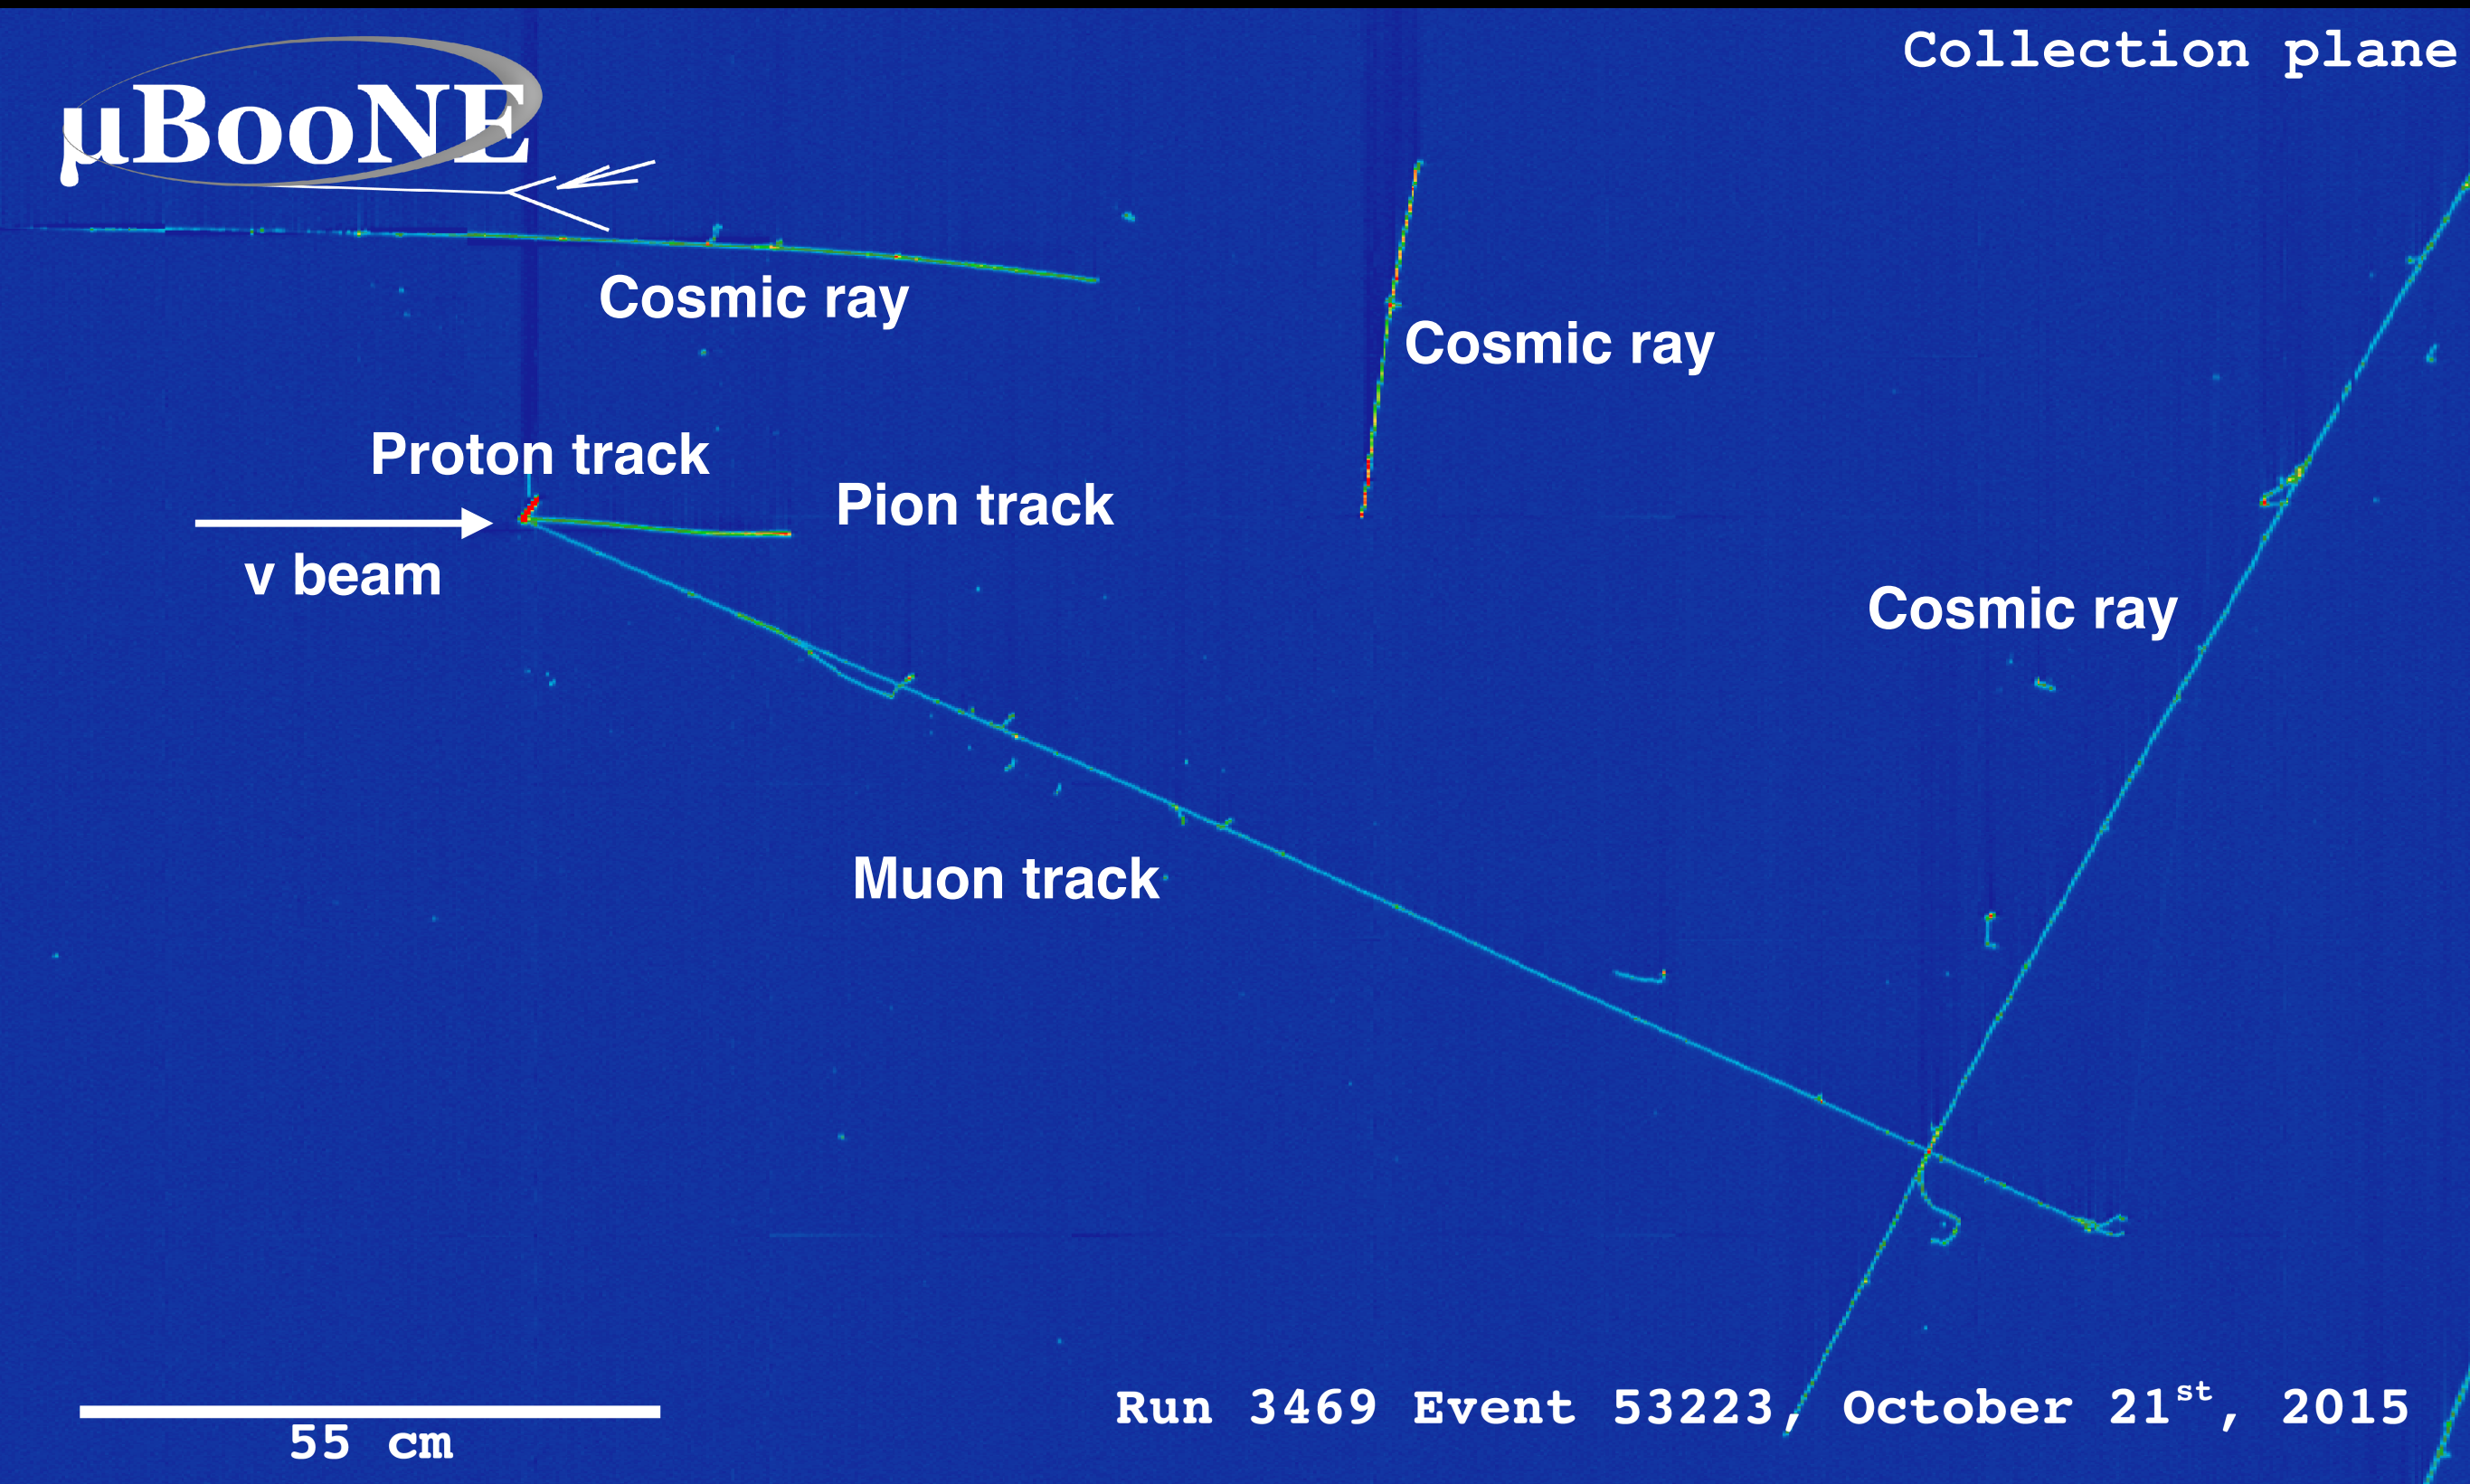 Collection plane
µBooNE
Cosmic ray
Cosmic ray
Proton track
Pion track
ν beam
Cosmic ray
Muon track
Run 3469 Event 53223, October 21st, 2015
55 cm